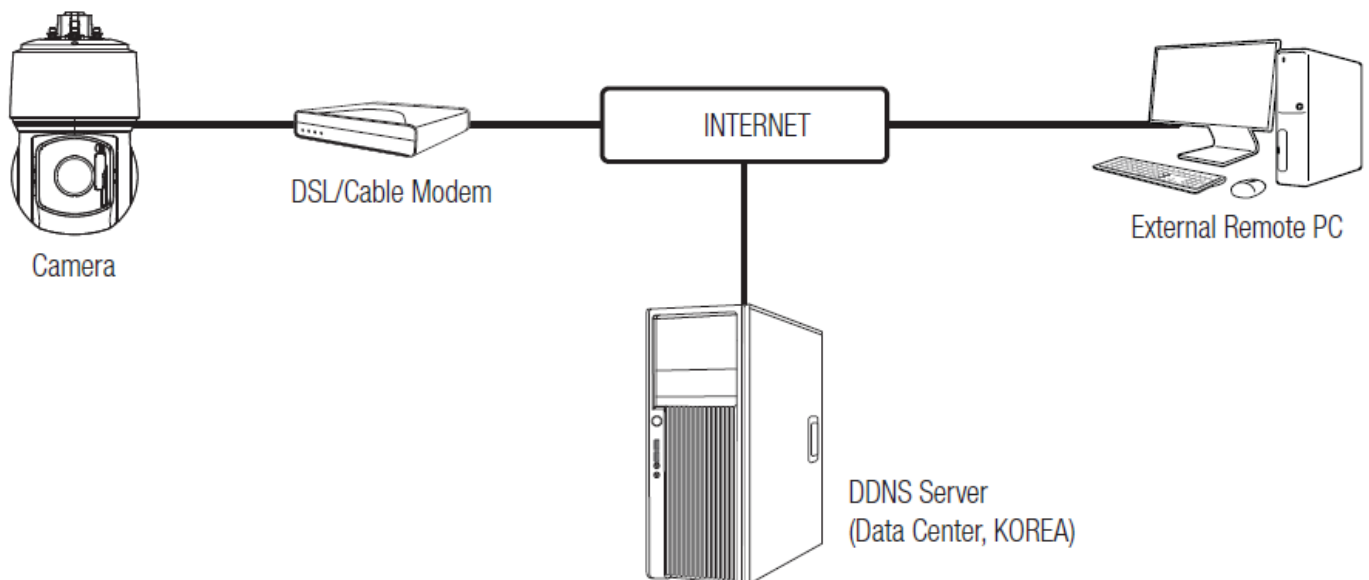 INTERNET
DSL/Cable Modem
External Remote PC
Camera
DDNS Server
(Data Center, KOREA)